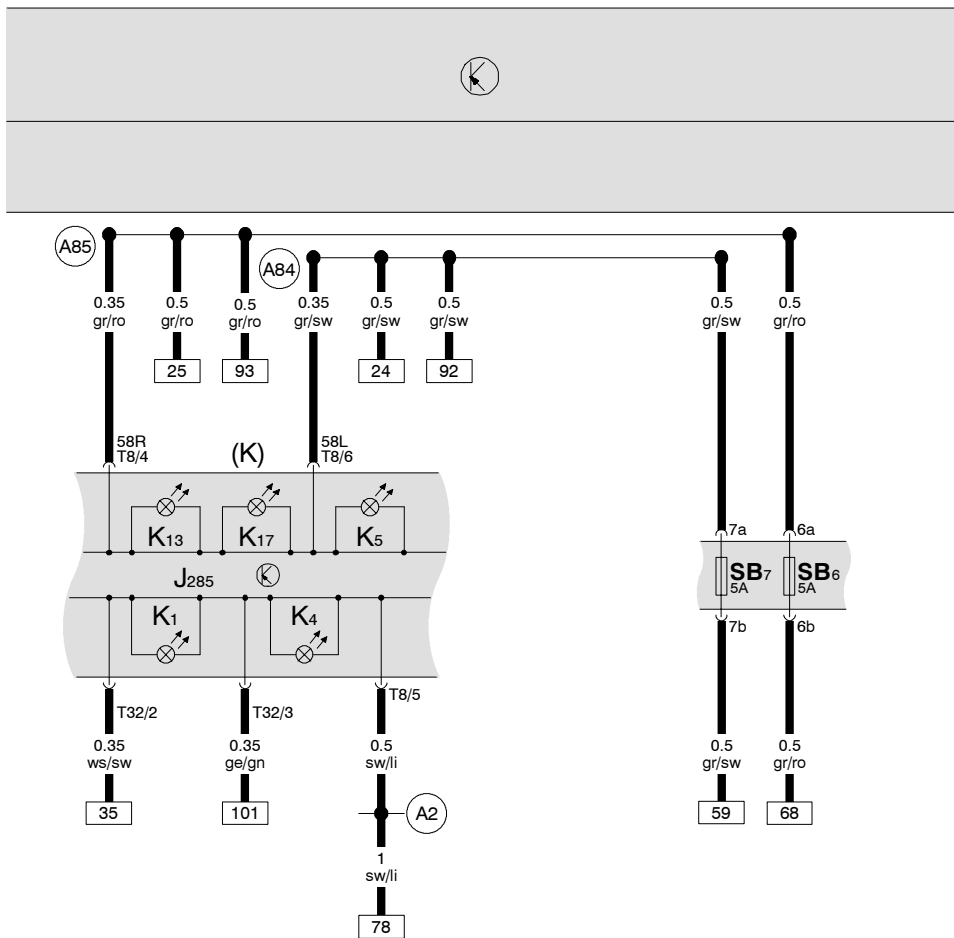 A85
A84
0.35
gr/ro
0.5
gr/ro
0.5
gr/ro
0.35
gr/sw
0.5
gr/sw
0.5
gr/sw
0.5
gr/sw
0.5
gr/ro
25
93
24
92
58R
T8/4
(K)
58L
T8/6
K13
K17
K5
7a
6a
J285
SB7
5A
SB6
5A
K1
K4
7b
6b
T32/2
T32/3
T8/5
0.35
ws/sw
0.35
ge/gn
0.5
sw/li
0.5
gr/sw
0.5
gr/ro
35
101
A2
59
68
1
sw/li
78